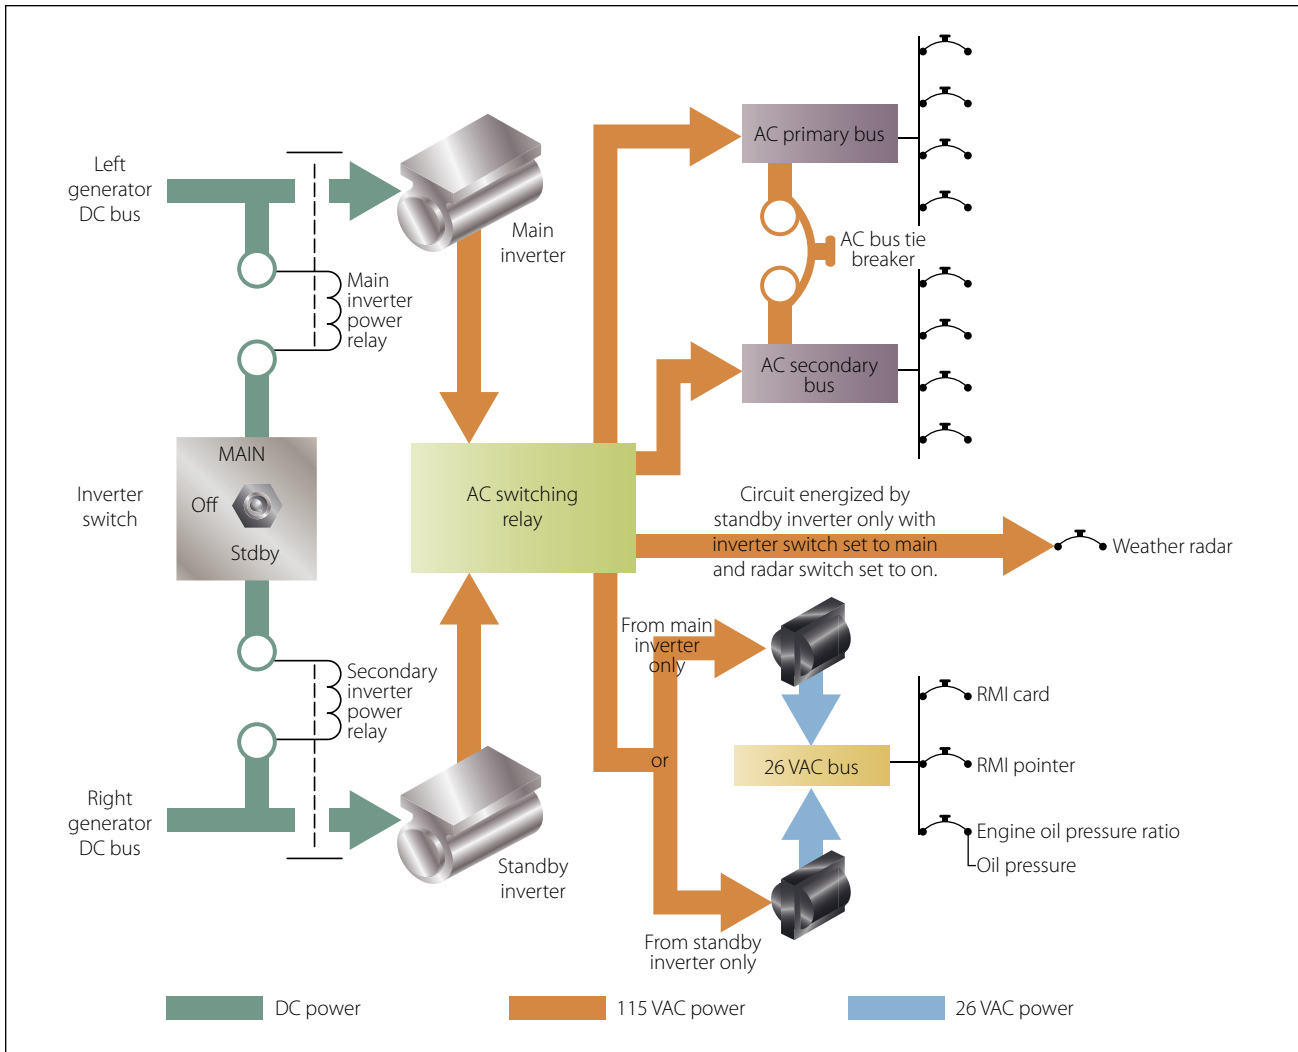 Left
generator
DC bus
Main
inverter
Main
inverter
power
relay
AC primary bus
AC bus tie
breaker
AC secondary
bus
Inverter
switch
MAIN
Off
Stdby
AC switching
relay
Circuit energized by
standby inverter only with
inverter switch set to main
and radar switch set to on.
Weather radar
From main
inverter
only
Secondary
inverter
power
relay
or
26 VAC bus
RMI card
RMI pointer
Engine oil pressure ratio
Oil pressure
Right
generator
DC bus
Standby
inverter
From standby
inverter only
DC power
115 VAC power
26 VAC power